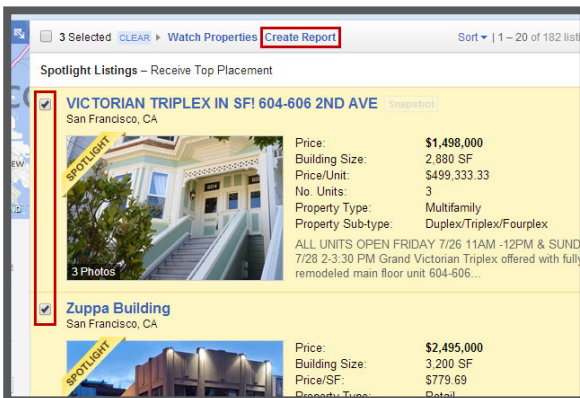 3 Selected CLEAR Watch Properties Create Report Sort 1 – 20 of 182 listi
Spotlight Listings – Receive Top Placement
VICTORIAN TRIPLEX IN SF! 604-606 2ND AVE Snapshot
San Francisco, CA
SPOTLIGHT
3 Photos
Price: $1,498,000
Building Size: 2,880 SF
Price/Unit: $499,333.33
No. Units: 3
Property Type: Multifamily
Property Sub-type: Duplex/Triplex/Fourplex
ALL UNITS OPEN FRIDAY 7/26 11AM -12PM & SUND
7/28 2-3:30 PM Grand Victorian Triplex offered with fully
remodeled main floor unit 604-606...
Zuppa Building
San Francisco, CA
SPOTLIGHT
Price: $2,495,000
Building Size: 3,200 SF
Price/SF: $779.69
Property Type: Retail